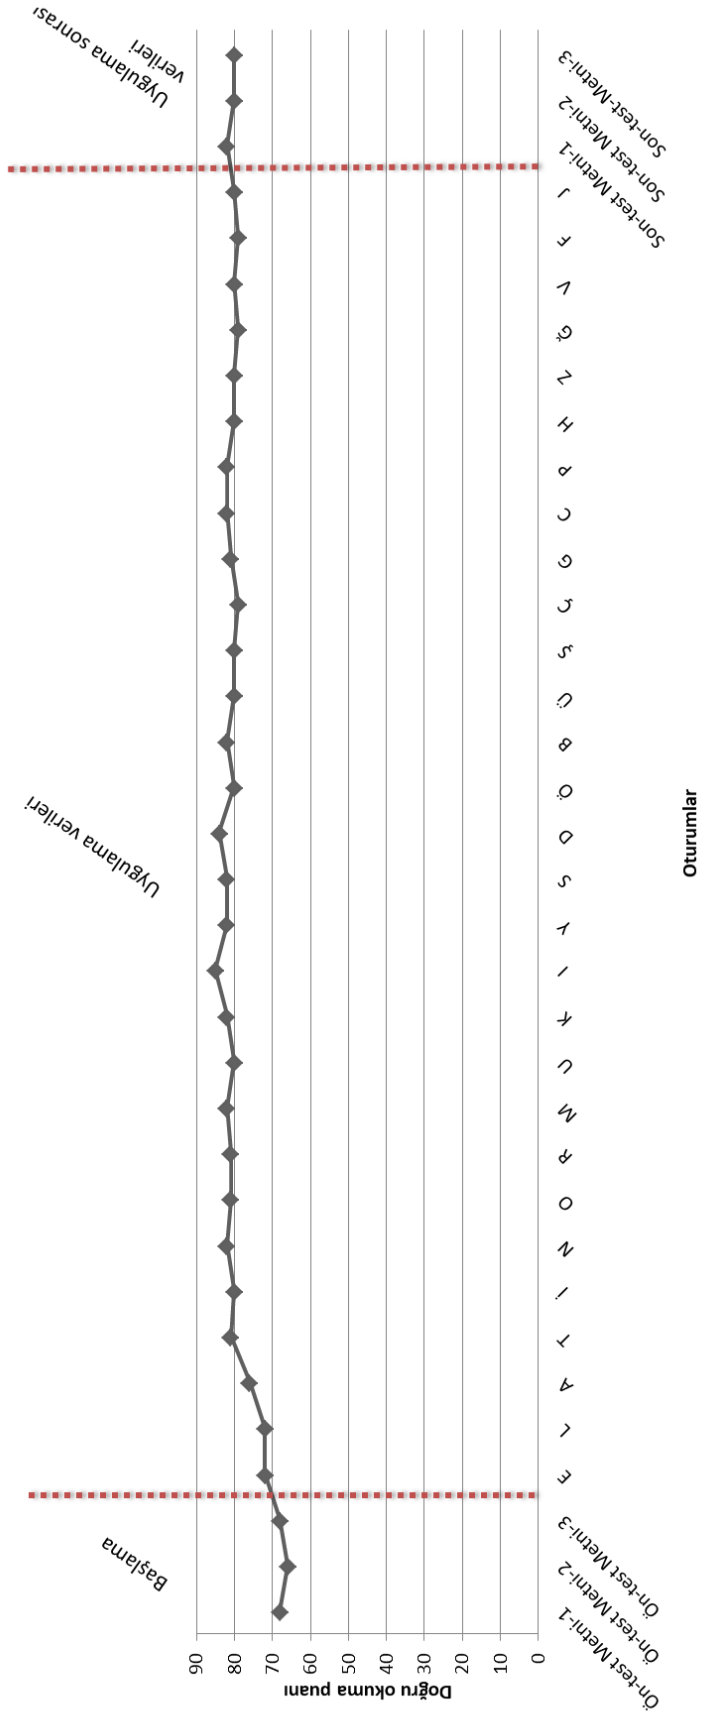 Başlama
Uygulama verileri
Uygulama sonrası
verileri
Doğru okuma puanı
90
80
70
60
50
40
30
20
10
0
Ön-test Metni-1
Ön-test Metni-2
Ön-test Metni-3
E
L
A
T
İ
N
O
R
M
U
K
I
Y
S
D
Ö
B
Ü
Ş
Ç
G
C
P
H
Z
Ğ
V
F
J
Son-test Metni-1
Son-test Metni-2
Son-test-Metni-3
Oturumlar